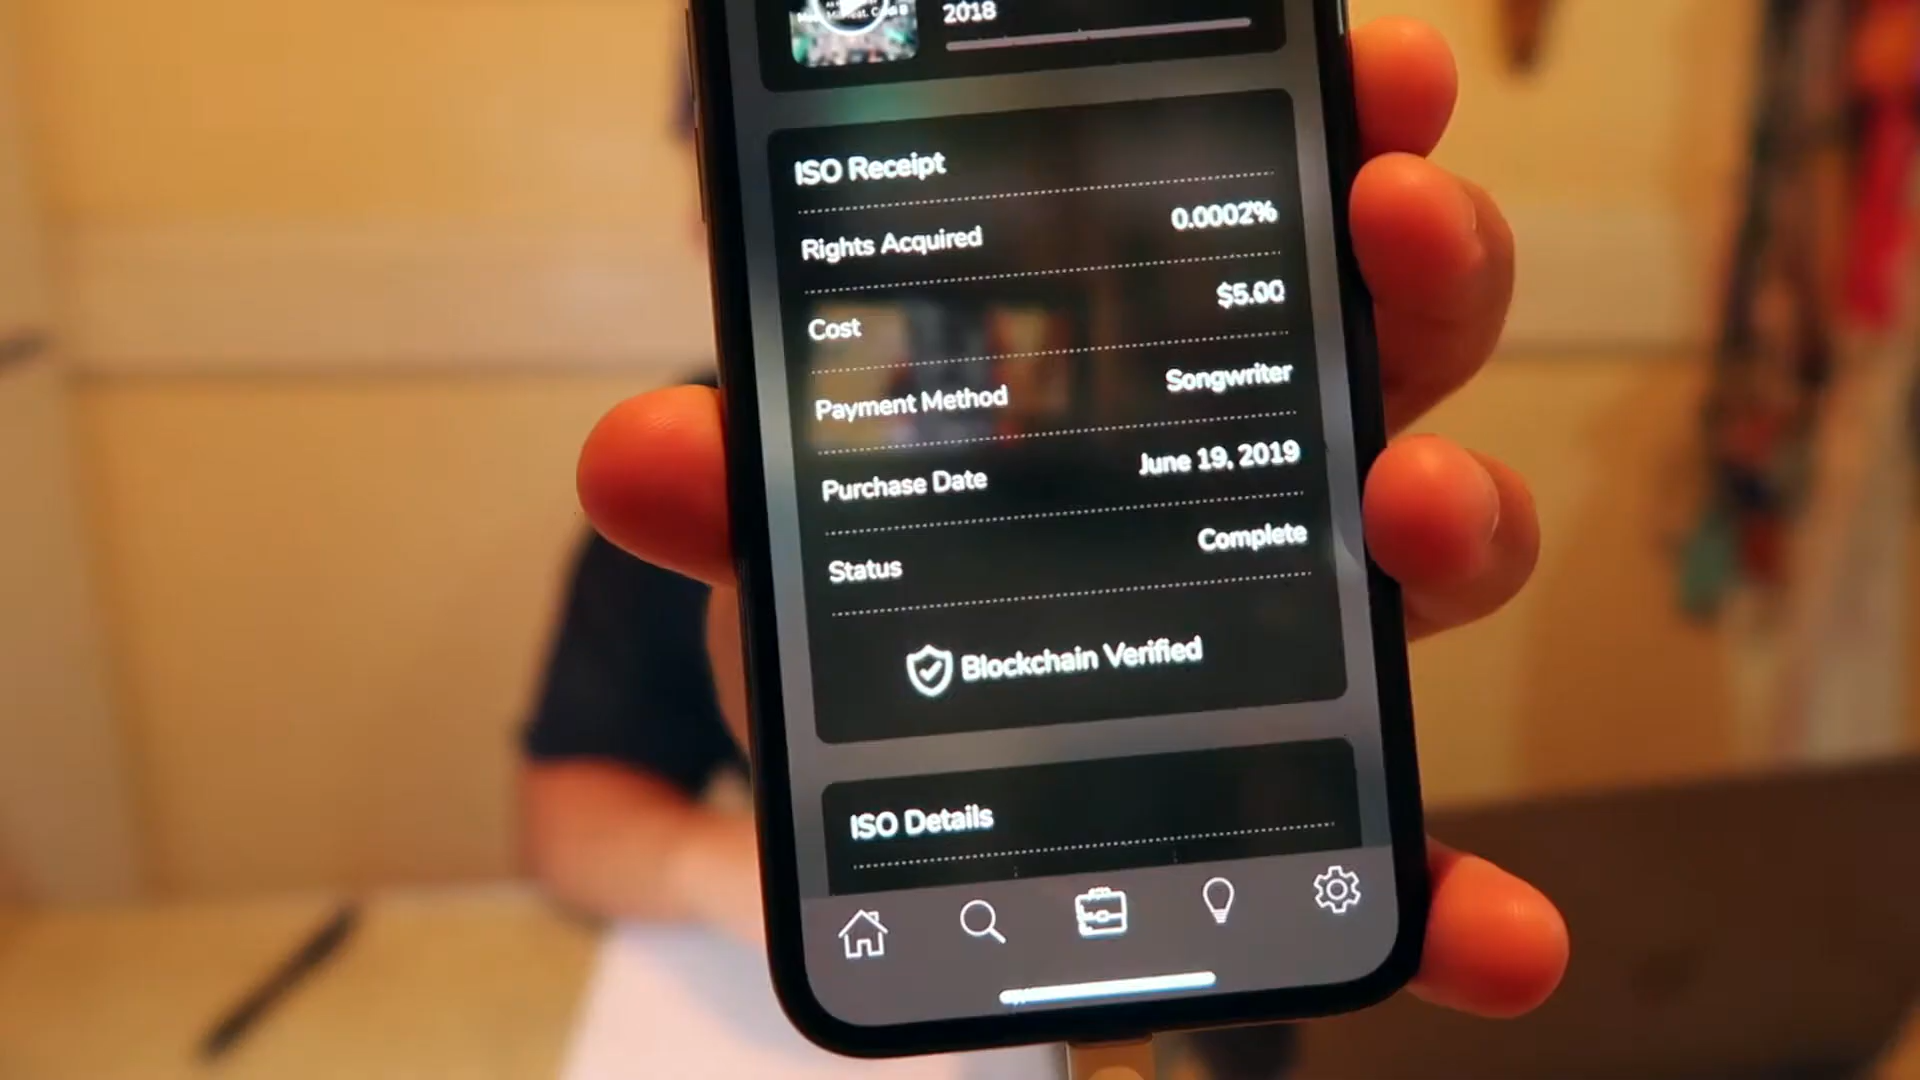 2018
ISO Receipt
Rights Acquired 0.0002%
Cost $5.00
Payment Method Songwriter
Purchase Date June 19, 2019
Status Complete
Blockchain Verified
ISO Details